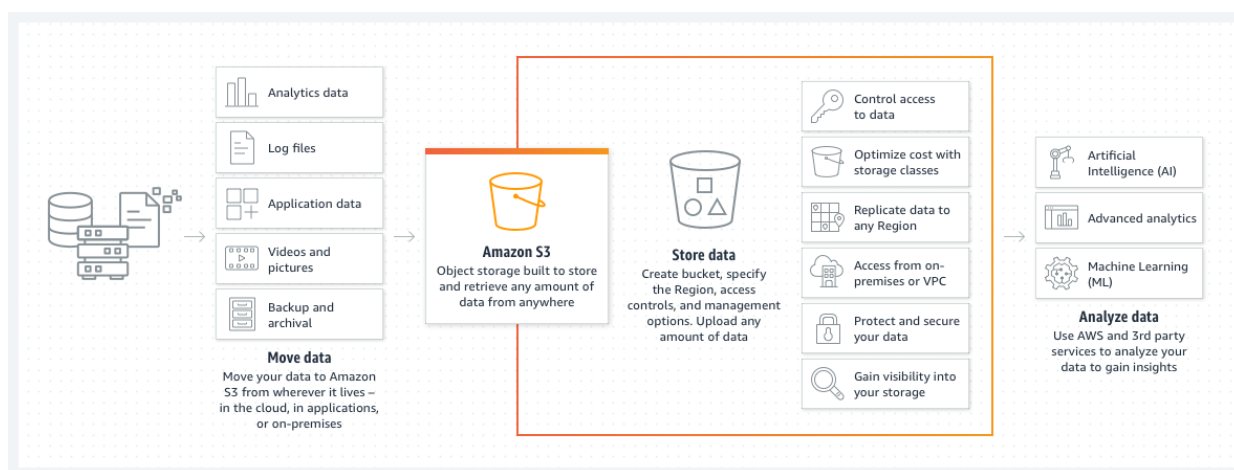 Analytics data
Log files
Application data
Videos and
pictures
Backup and
archival
Move data
Move your data to Amazon
S3 from wherever it lives –
in the cloud, in applications,
or on-premises
Amazon S3
Object storage built to store
and retrieve any amount of
data from anywhere
Store data
Create bucket, specify
the Region, access
controls, and management
options. Upload any
amount of data
Control access
to data
Optimize cost with
storage classes
Replicate data to
any Region
Access from on-
premises or VPC
Protect and secure
your data
Gain visibility into
your storage
Artificial
Intelligence (AI)
Advanced analytics
Machine Learning
(ML)
Analyze data
Use AWS and 3rd party
services to analyze your
data to gain insights